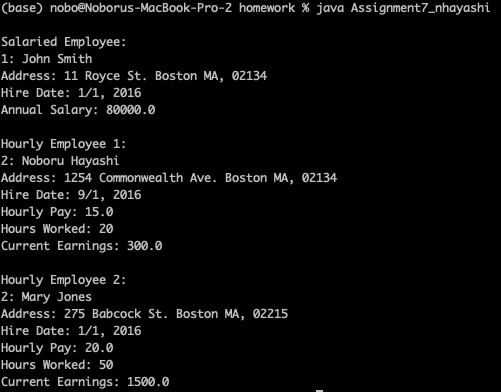 (base) nobo@Noborus-MacBook-Pro-2 homework % java Assignment7_nhayashi
Salaried Employee:
1: John Smith
Address: 11 Royce St. Boston MA, 02134
Hire Date: 1/1, 2016
Annual Salary: 80000.0
Hourly Employee 1:
2: Noboru Hayashi
Address: 1254 Commonwealth Ave. Boston MA, 02134
Hire Date: 9/1, 2016
Hourly Pay: 15.0
Hours Worked: 20
Current Earnings: 300.0
Hourly Employee 2:
2: Mary Jones
Address: 275 Babcock St. Boston MA, 02215
Hire Date: 1/1, 2016
Hourly Pay: 20.0
Hours Worked: 50
Current Earnings: 1500.0